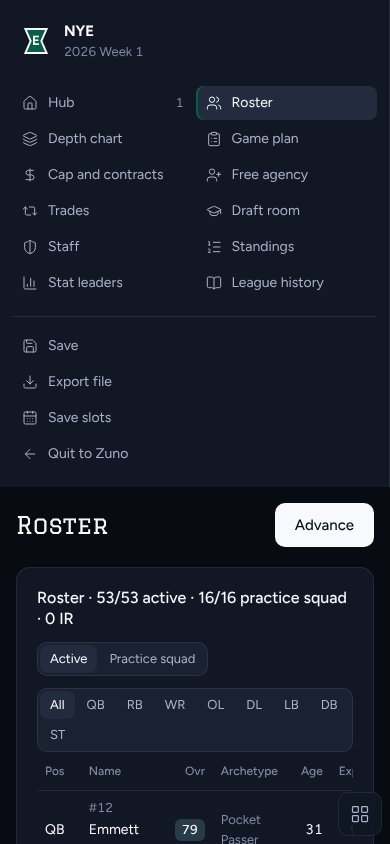 E
NYE
2026 Week 1
Hub 1
Roster
Depth chart
Game plan
Cap and contracts
Free agency
Trades
Draft room
Staff
Standings
Stat leaders
League history
Save
Export file
Save slots
Quit to Zuno
ROSTER
Advance
Roster · 53/53 active · 16/16 practice squad
· 0 IR
Active Practice squad
All QB RB WR OL DL LB DB
ST
Pos Name Ovr Archetype Age
#12
QB Emmett 79 Pocket 31
Passer